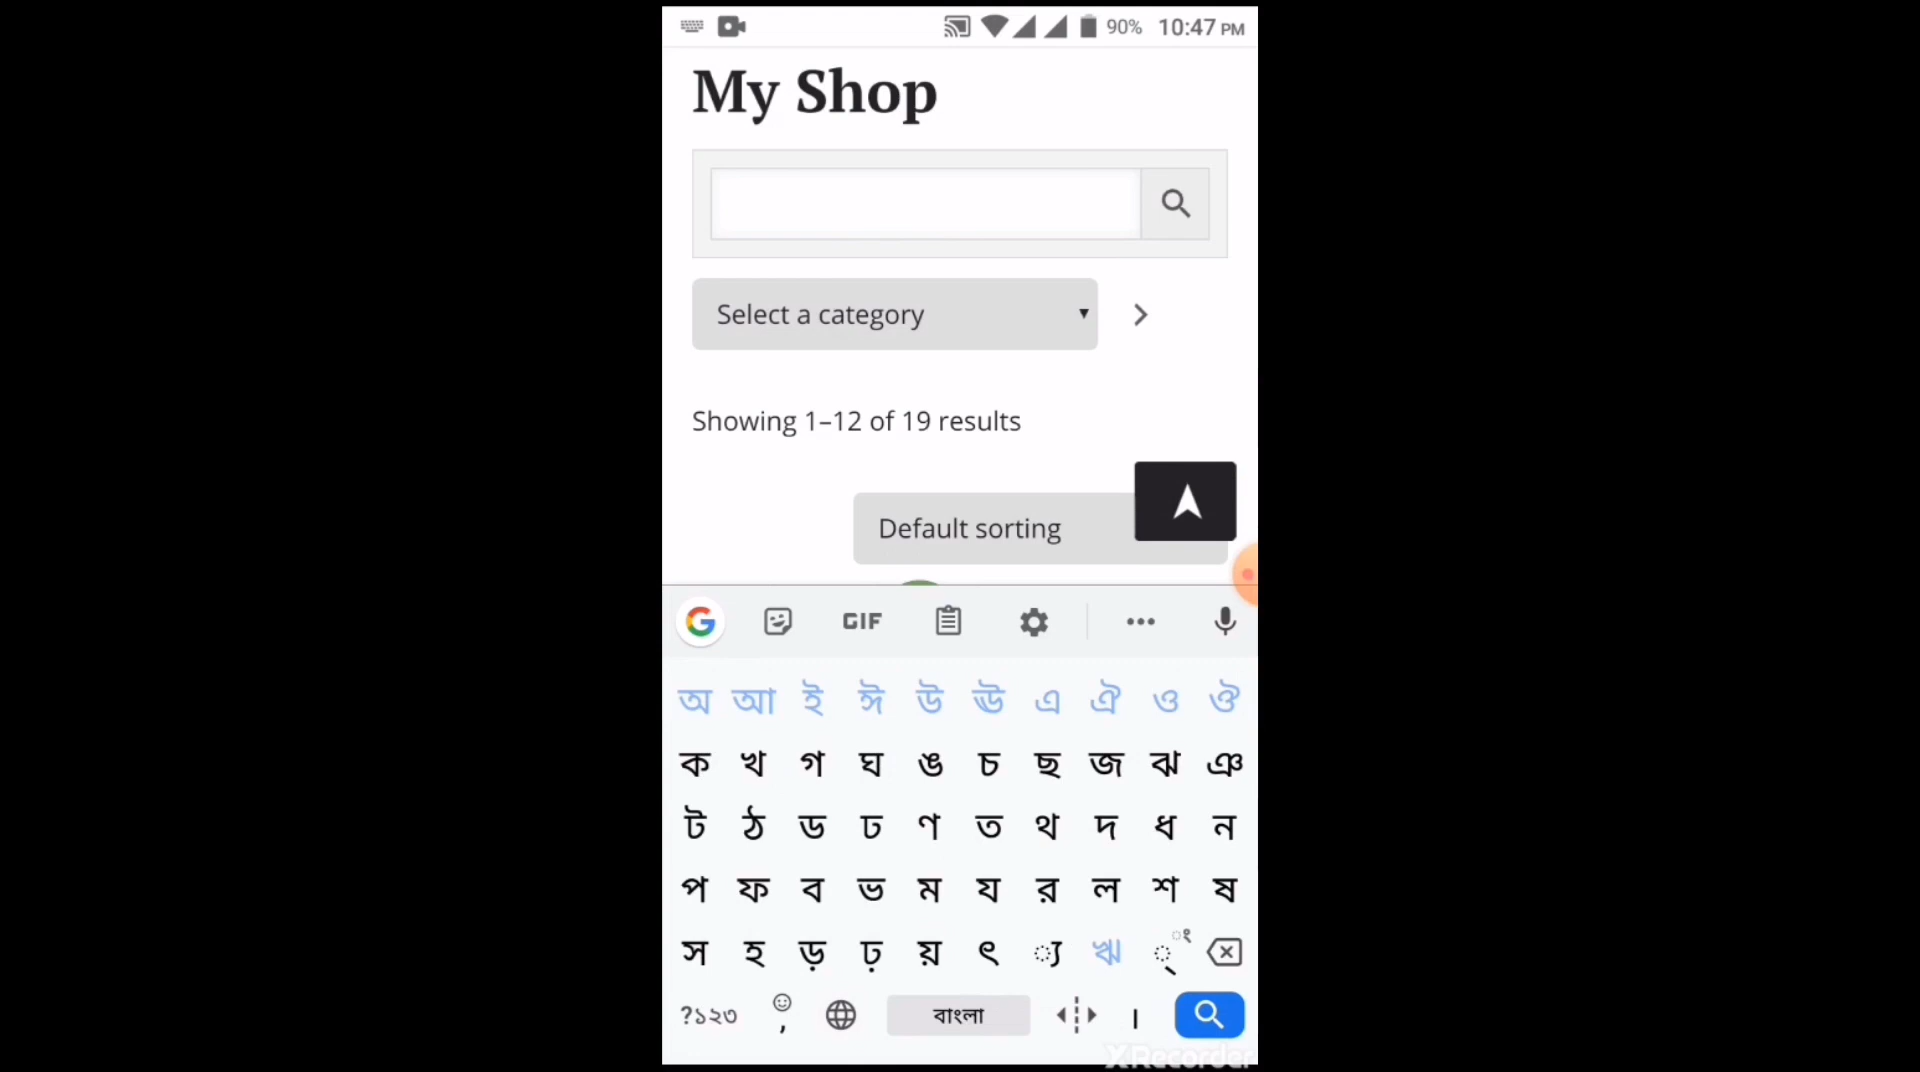 90% 10:47 PM
My Shop
Select a category
Showing 1–12 of 19 results
Default sorting
GIF
অ আ ই ঈ উ ঊ এ ঐ ও ঔ
ক খ গ ঘ ঙ চ ছ জ ঝ ঞ
ট ঠ ড ঢ ণ ত থ দ ধ ন
প ফ ব ভ ম য র ল শ ষ
স হ ড় ঢ় য় ৎ ্য ঋ ্ ং
?১২৩ , বাংলা ।
XRecorder